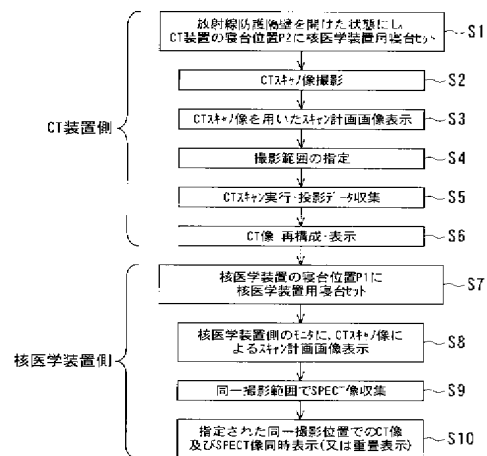 放射線防護隔壁を開けた状態にし、
CT装置の寝台位置P2に核医学装置用寝台セット
S1
CTスキャノ像撮影
S2
CTスキャノ像を用いたスキャン計画画像表示
S3
撮影範囲の指定
S4
CTスキャン実行・投影データ収集
S5
CT像 再構成・表示
S6
CT装置側
核医学装置の寝台位置P1に
核医学装置用寝台セット
S7
核医学装置側のモニタに、CTスキャノ像に
よるスキャン計画画像表示
S8
同一撮影範囲でSPECT像収集
S9
指定された同一撮影位置でのCT像
及びSPECT像同時表示(又は重畳表示)
S10
核医学装置側